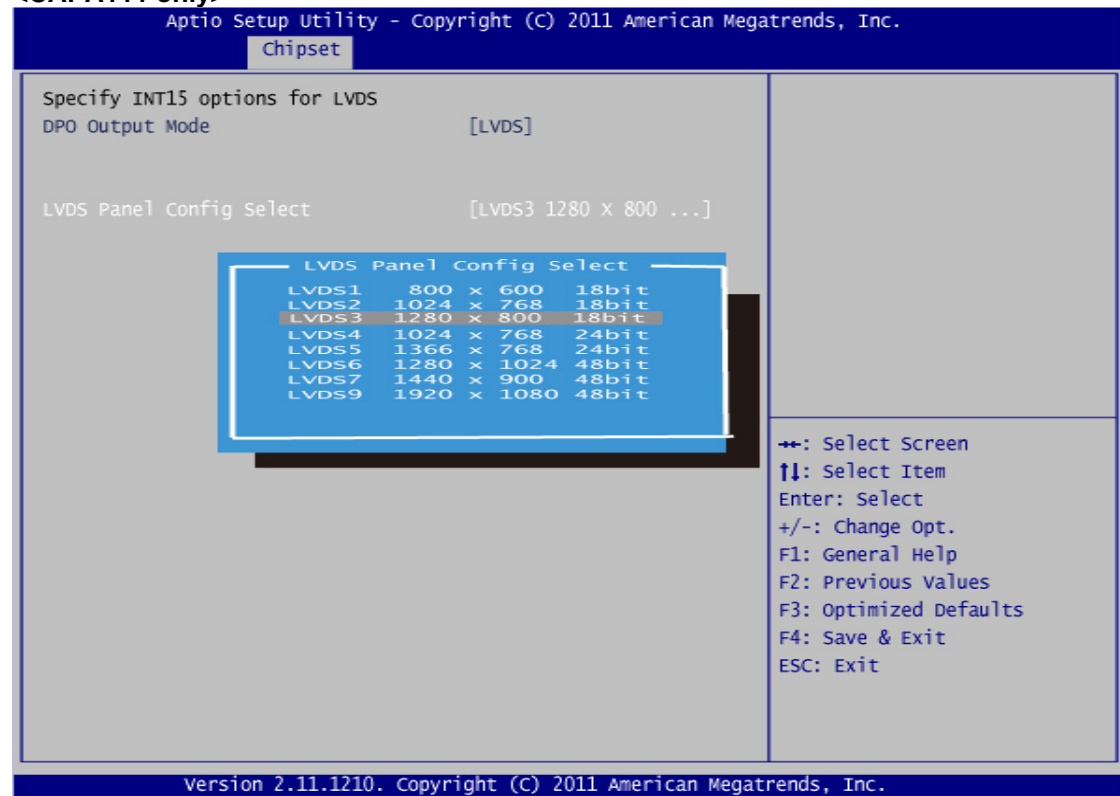 Aptio Setup Utility - Copyright (C) 2011 American Megatrends, Inc.
Chipset
Specify INT15 options for LVDS
DPO Output Mode [LVDS]
LVDS Panel Config Select [LVDS3 1280 X 800 ...]
LVDS Panel Config Select
LVDS1 800 x 600 18bit
LVDS2 1024 x 768 18bit
LVDS3 1280 x 800 18bit
LVDS4 1024 x 768 24bit
LVDS5 1366 x 768 24bit
LVDS6 1280 x 1024 48bit
LVDS7 1440 x 900 48bit
LVDS9 1920 x 1080 48bit
→←: Select Screen
↑↓: Select Item
Enter: Select
+/-: Change Opt.
F1: General Help
F2: Previous Values
F3: Optimized Defaults
F4: Save & Exit
ESC: Exit
Version 2.11.1210. Copyright (C) 2011 American Megatrends, Inc.